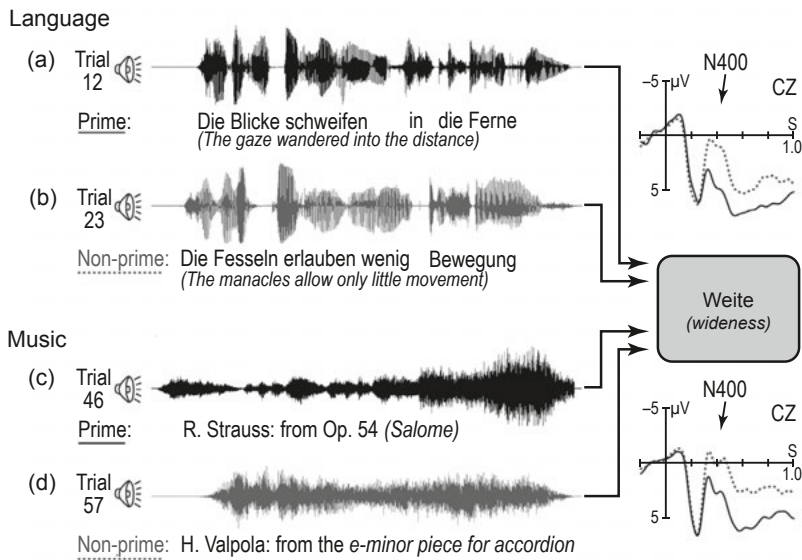 Language
(a) Trial 12
Prime: Die Blicke schweifen in die Ferne
(The gaze wandered into the distance)
(b) Trial 23
Non-prime: Die Fesseln erlauben wenig Bewegung
(The manacles allow only little movement)
–5 µV N400 CZ
S
1.0
5
Weite
(wideness)
Music
(c) Trial 46
Prime: R. Strauss: from Op. 54 (Salome)
(d) Trial 57
Non-prime: H. Valpola: from the e-minor piece for accordion
N400
–5 µV CZ
S
1.0
5